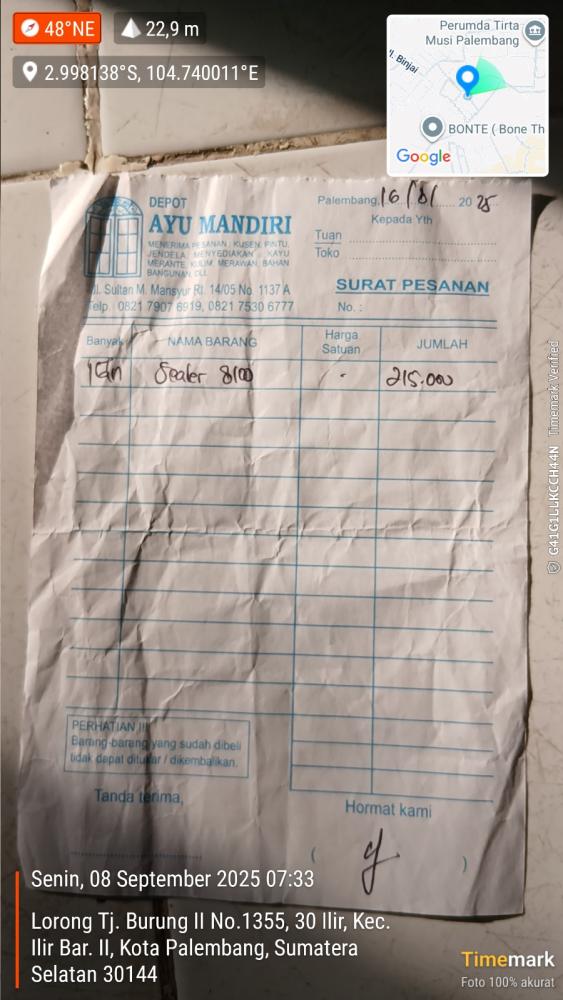 48°NE
22,9 m
2.998138°S, 104.740011°E
Perumda Tirta
Musi Palembang
Jl. Binjai
BONTE ( Bone Th
Google
DEPOT
AYU MANDIRI
MENERIMA PESANAN : KUSEN, PINTU,
JENDELA, MENYEDIAKAN : KAYU
MERANTE, KULIM, MERAWAN, BAHAN
BANGUNAN, DLL.
Jl. Sultan M. Mansyur Rt. 14/05 No. 1137 A
Telp. 0821 7907 6919, 0821 7530 6777
Palembang, 16/8/ 20 25
Kepada Yth
Tuan
Toko
SURAT PESANAN
No. :
Banyak NAMA BARANG Harga Satuan JUMLAH
Sealer 8100 - 215.000
PERHATIAN !!!
Barang-barang yang sudah dibeli
tidak dapat ditukar / dikembalikan.
Tanda terima,
Hormat kami
( )
Senin, 08 September 2025 07:33
Lorong Tj. Burung II No.1355, 30 Ilir, Kec.
Ilir Bar. II, Kota Palembang, Sumatera
Selatan 30144
Timemark
Foto 100% akurat
G41G1LLKCCH44N Timemark Verified